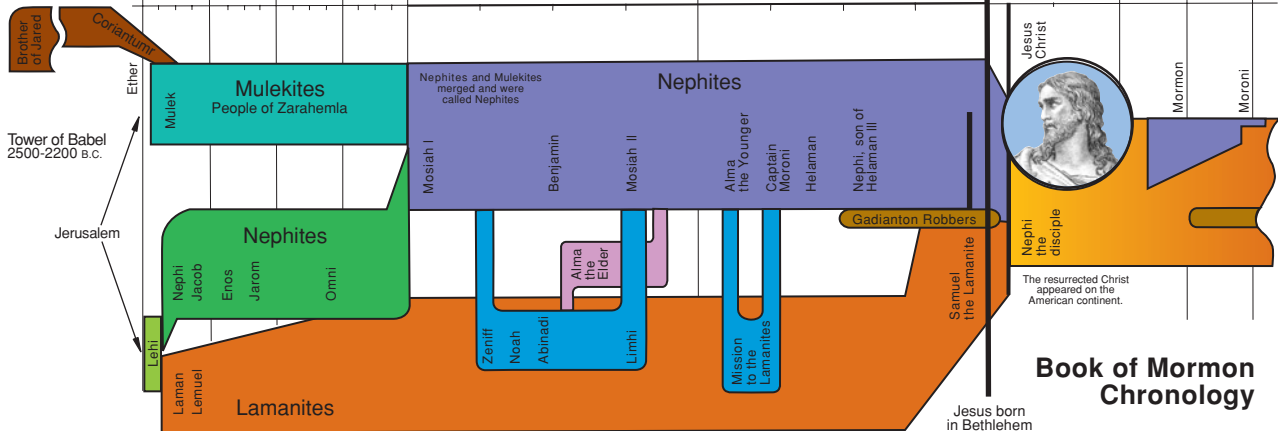 Brother
of Jared
Coriantumr
Ether
Tower of Babel
2500-2200 B.C.
Jerusalem
Mulek
Mulekites
People of Zarahemla
Nephites and Mulekites
merged and were
called Nephites
Nephites
Mosiah I
Benjamin
Mosiah II
Alma
the Younger
Captain
Moroni
Helaman
Nephi, son of
Helaman III
Gadianton Robbers
Nephites
Nephi
Jacob
Enos
Jarom
Omni
Lehi
Laman
Lemuel
Lamanites
Zeniff
Noah
Abinadi
Limhi
Alma
the
Elder
Mission
to the
Lamanites
Samuel
the Lamanite
Jesus born
in Bethlehem
Jesus
Christ
Nephi
the
disciple
The resurrected Christ
appeared on the
American continent.
Mormon
Moroni
Book of Mormon
Chronology